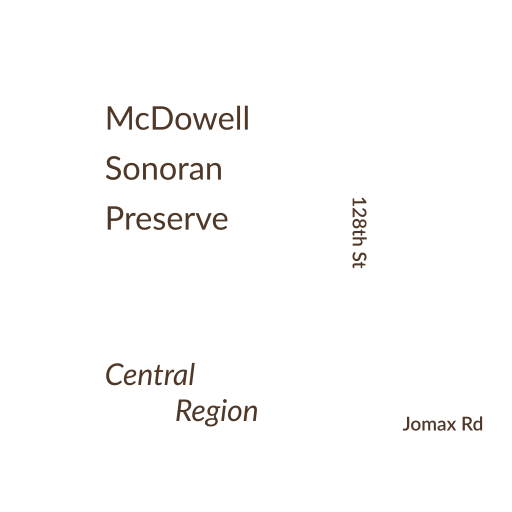 McDowell
Sonoran
Preserve
128th St
Central
Region
Jomax Rd